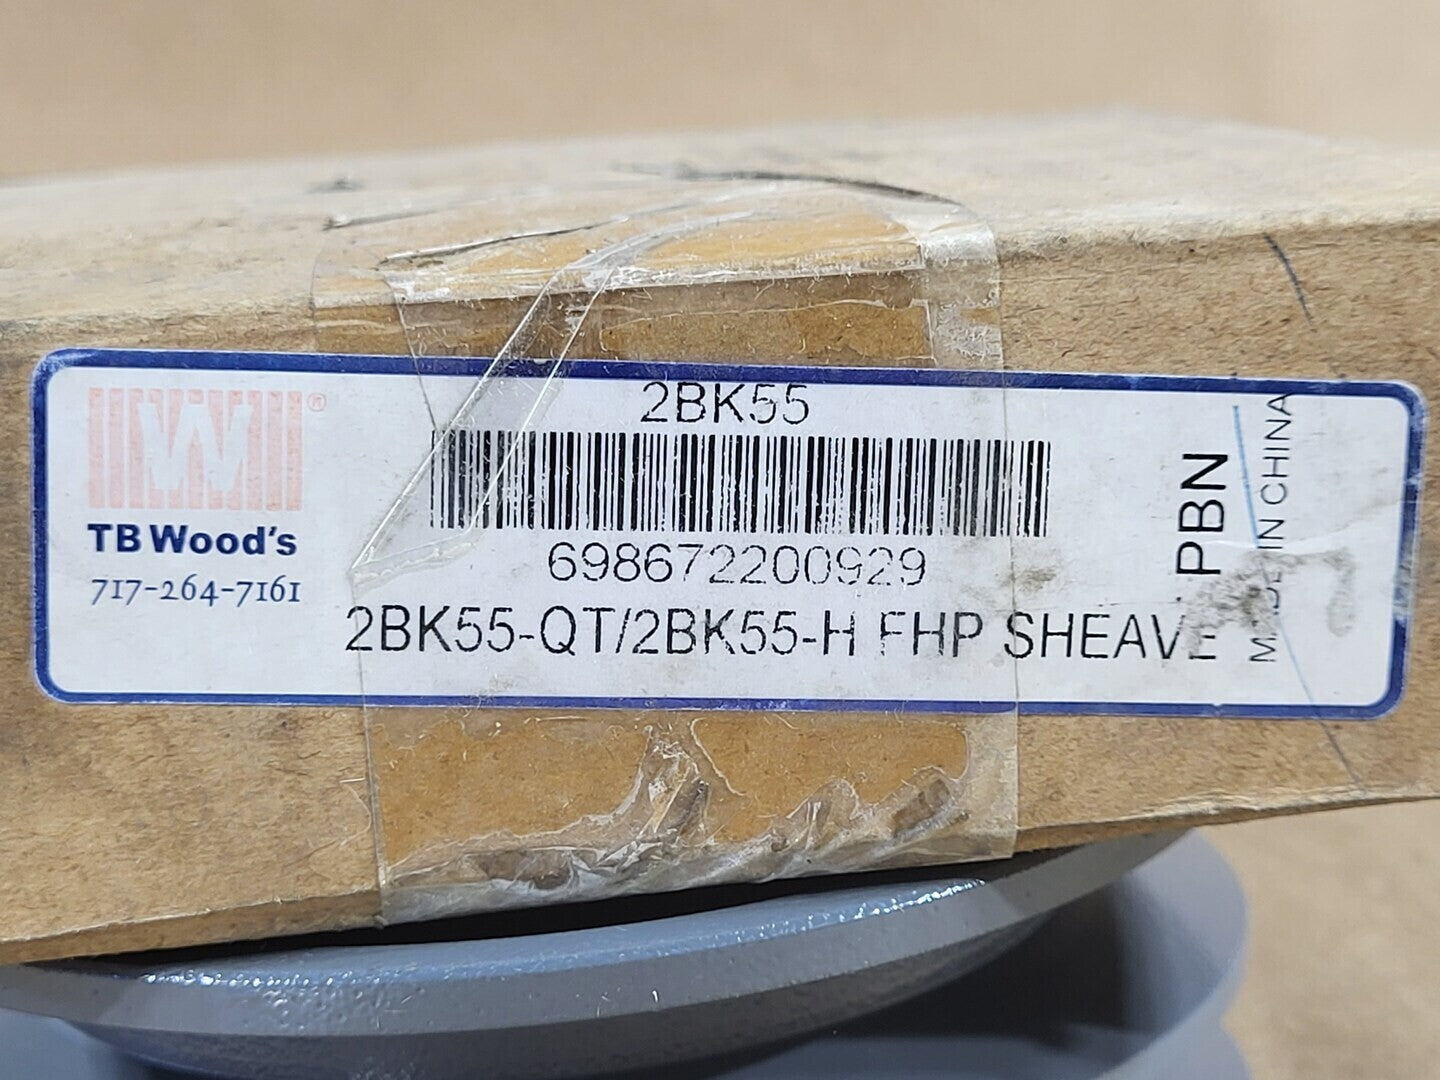 2BK55
®
TB Wood's
717-264-7161
698672200929
2BK55-QT/2BK55-H FHP SHEAVE
PBN
MADE IN CHINA